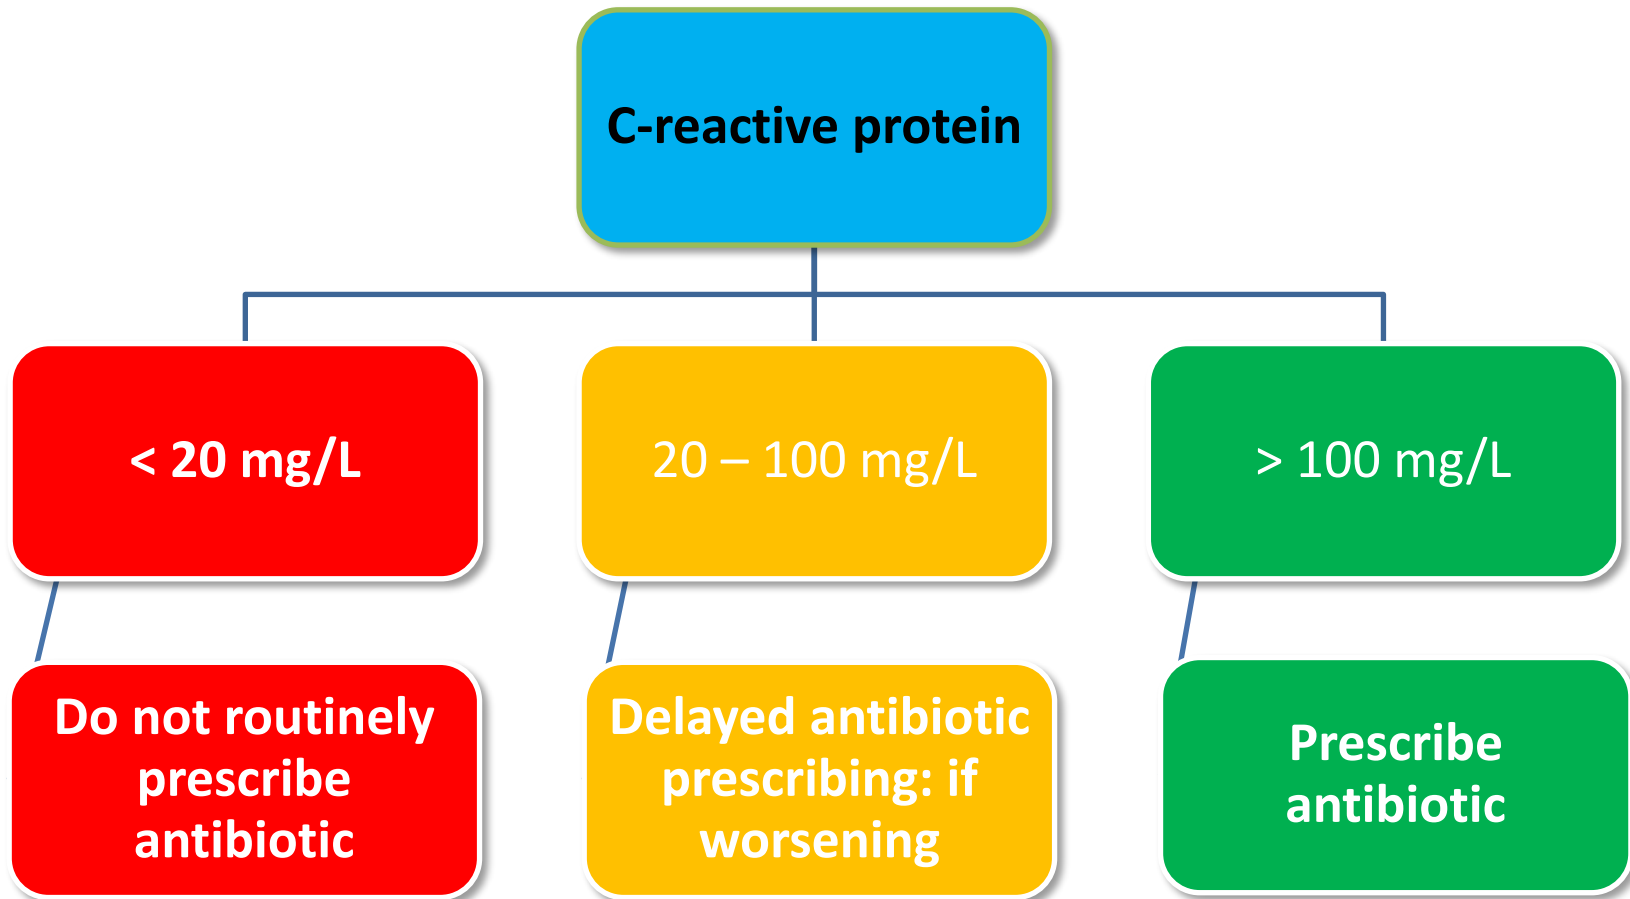 C-reactive protein
< 20 mg/L
20 – 100 mg/L
> 100 mg/L
Do not routinely
prescribe
antibiotic
Delayed antibiotic
prescribing: if
worsening
Prescribe
antibiotic